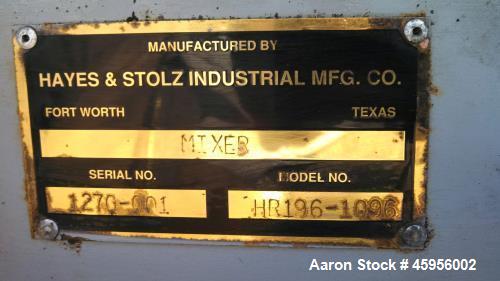 MANUFACTURED BY
HAYES & STOLZ INDUSTRIAL MFG. CO.
FORT WORTH TEXAS
MIXER
SERIAL NO. MODEL NO.
1270-001 HR196-1096
Aaron Stock # 45956002